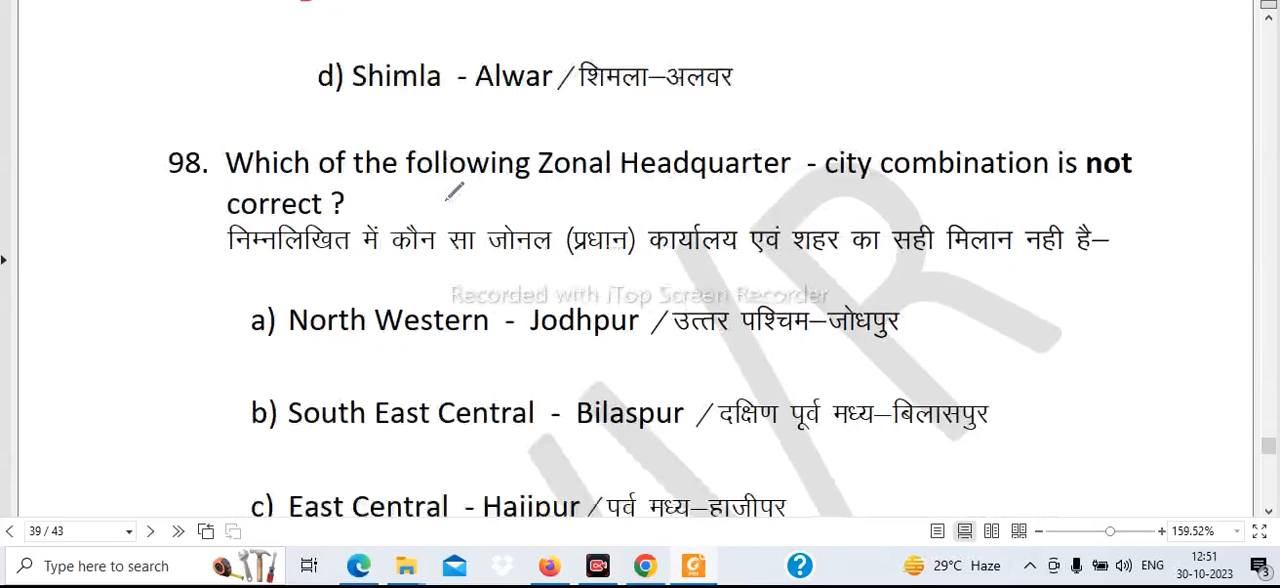 d) Shimla - Alwar / शिमला–अलवर
98. Which of the following Zonal Headquarter - city combination is not
correct ?
निम्नलिखित में कौन सा जोनल (प्रधान) कार्यालय एवं शहर का सही मिलान नही है–
Recorded with iTop Screen Recorder
a) North Western - Jodhpur / उत्तर पश्चिम–जोधपुर
b) South East Central - Bilaspur / दक्षिण पूर्व मध्य–बिलासपुर
c) East Central - Hajipur / पूर्व मध्य–हाजीपुर
39 / 43
159.52%
Type here to search
29°C Haze
ENG
12:51
30-10-2023
3